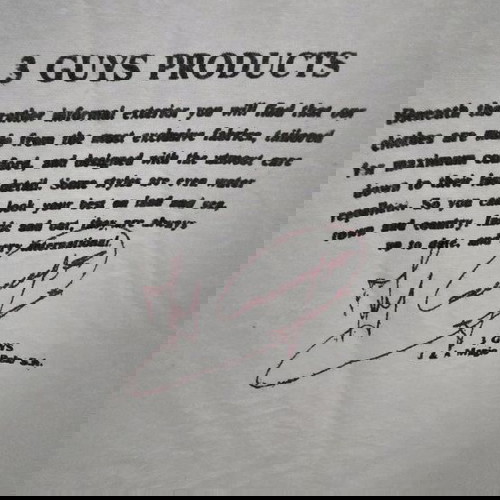 3 GUYS PRODUCTS
Beneath the rather informal exterior you will find that our
clothes are made from the most exclusive fabrics, tailored
for maximum comfort, and designed with the utmost care
down to their last detail! Some styles are even water
repellent. So you can look your best on land and sea,
town and country. Inside and out, they are always
up to date, and very international.
3 GUYS